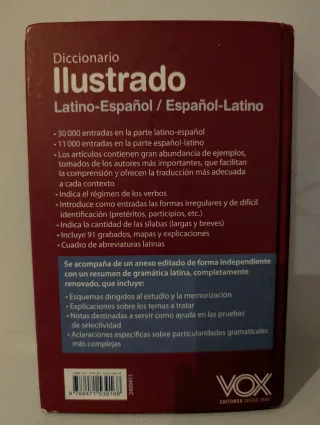 Diccionario
Ilustrado
Latino-Español / Español-Latino
• 30 000 entradas en la parte latino-español
• 11 000 entradas en la parte español-latino
• Los artículos contienen gran abundancia de ejemplos,
tomados de los autores más importantes, que facilitan
la comprensión y ofrecen la traducción más adecuada
a cada contexto
• Indica el régimen de los verbos
• Introduce como entradas las formas irregulares y de difícil
identificación (pretéritos, participios, etc.)
• Indica la cantidad de las sílabas (largas y breves)
• Incluye 91 grabados, mapas y explicaciones
• Cuadro de abreviaturas latinas
Se acompaña de un anexo editado de forma independiente
con un resumen de gramática latina, completamente
renovado, que incluye:
• Esquemas dirigidos al estudio y la memorización
• Explicaciones sobre los temas a tratar
• Notas destinadas a servir como ayuda en las pruebas
de selectividad
• Aclaraciones específicas sobre particularidades gramaticales
más complejas
2409411
VOX